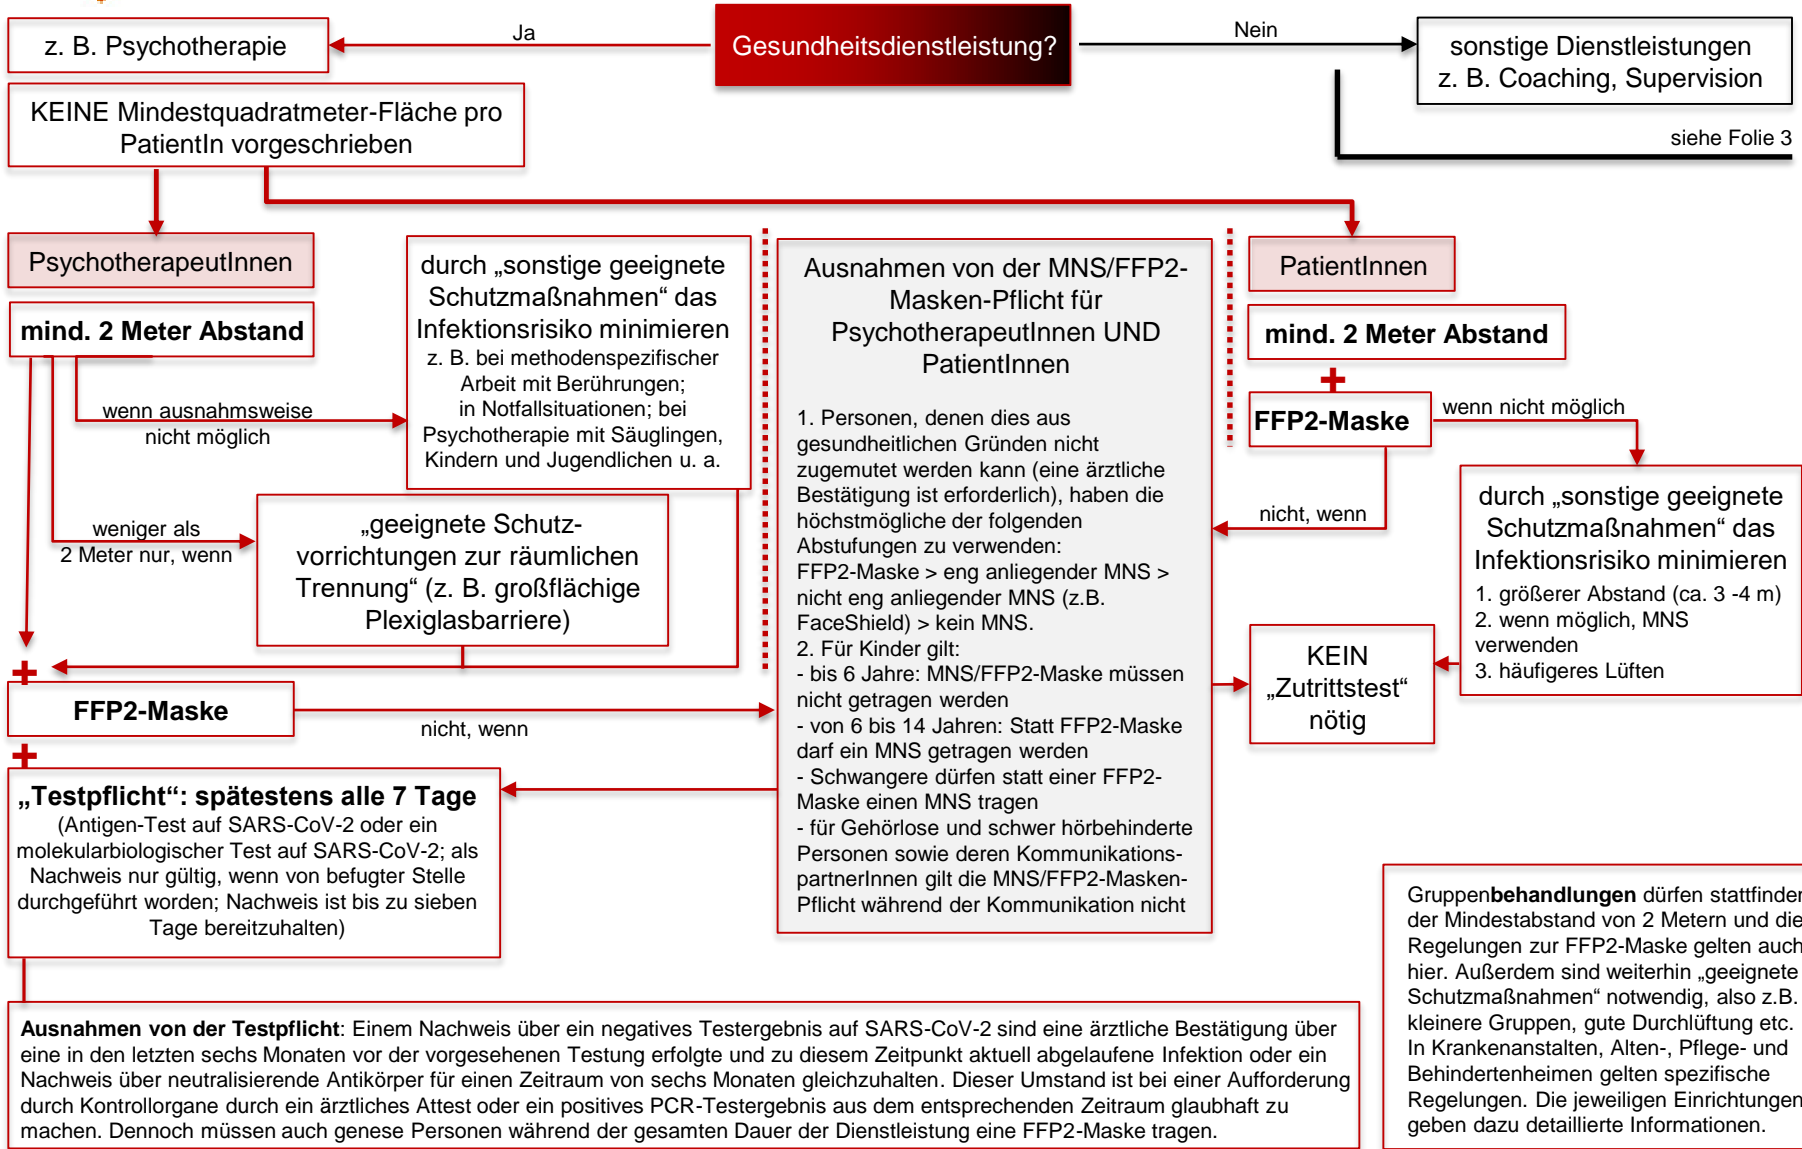 Gesundheitsdienstleistung?
Ja
Nein
z. B. Psychotherapie
sonstige Dienstleistungen
z. B. Coaching, Supervision
siehe Folie 3
KEINE Mindestquadratmeter-Fläche pro
PatientIn vorgeschrieben
PsychotherapeutInnen
mind. 2 Meter Abstand
wenn ausnahmsweise
nicht möglich
durch „sonstige geeignete
Schutzmaßnahmen“ das
Infektionsrisiko minimieren
z. B. bei methodenspezifischer
Arbeit mit Berührungen;
in Notfallsituationen; bei
Psychotherapie mit Säuglingen,
Kindern und Jugendlichen u. a.
weniger als
2 Meter nur, wenn
„geeignete Schutz-
vorrichtungen zur räumlichen
Trennung“ (z. B. großflächige
Plexiglasbarriere)
+
FFP2-Maske
nicht, wenn
+
„Testpflicht“: spätestens alle 7 Tage
(Antigen-Test auf SARS-CoV-2 oder ein
molekularbiologischer Test auf SARS-CoV-2; als
Nachweis nur gültig, wenn von befugter Stelle
durchgeführt worden; Nachweis ist bis zu sieben
Tage bereitzuhalten)
Ausnahmen von der MNS/FFP2-
Masken-Pflicht für
PsychotherapeutInnen UND
PatientInnen
1. Personen, denen dies aus
gesundheitlichen Gründen nicht
zugemutet werden kann (eine ärztliche
Bestätigung ist erforderlich), haben die
höchstmögliche der folgenden
Abstufungen zu verwenden:
FFP2-Maske > eng anliegender MNS >
nicht eng anliegender MNS (z.B.
FaceShield) > kein MNS.
2. Für Kinder gilt:
- bis 6 Jahre: MNS/FFP2-Maske müssen
nicht getragen werden
- von 6 bis 14 Jahren: Statt FFP2-Maske
darf ein MNS getragen werden
- Schwangere dürfen statt einer FFP2-
Maske einen MNS tragen
- für Gehörlose und schwer hörbehinderte
Personen sowie deren Kommunikations-
partnerInnen gilt die MNS/FFP2-Masken-
Pflicht während der Kommunikation nicht
PatientInnen
mind. 2 Meter Abstand
+
FFP2-Maske
wenn nicht möglich
nicht, wenn
durch „sonstige geeignete
Schutzmaßnahmen“ das
Infektionsrisiko minimieren
1. größerer Abstand (ca. 3 -4 m)
2. wenn möglich, MNS
verwenden
3. häufigeres Lüften
KEIN
„Zutrittstest“
nötig
Gruppenbehandlungen dürfen stattfinden
der Mindestabstand von 2 Metern und die
Regelungen zur FFP2-Maske gelten auch
hier. Außerdem sind weiterhin „geeignete
Schutzmaßnahmen“ notwendig, also z.B.
kleinere Gruppen, gute Durchlüftung etc.
In Krankenanstalten, Alten-, Pflege- und
Behindertenheimen gelten spezifische
Regelungen. Die jeweiligen Einrichtungen
geben dazu detaillierte Informationen.
Ausnahmen von der Testpflicht: Einem Nachweis über ein negatives Testergebnis auf SARS-CoV-2 sind eine ärztliche Bestätigung über
eine in den letzten sechs Monaten vor der vorgesehenen Testung erfolgte und zu diesem Zeitpunkt aktuell abgelaufene Infektion oder ein
Nachweis über neutralisierende Antikörper für einen Zeitraum von sechs Monaten gleichzuhalten. Dieser Umstand ist bei einer Aufforderung
durch Kontrollorgane durch ein ärztliches Attest oder ein positives PCR-Testergebnis aus dem entsprechenden Zeitraum glaubhaft zu
machen. Dennoch müssen auch genese Personen während der gesamten Dauer der Dienstleistung eine FFP2-Maske tragen.